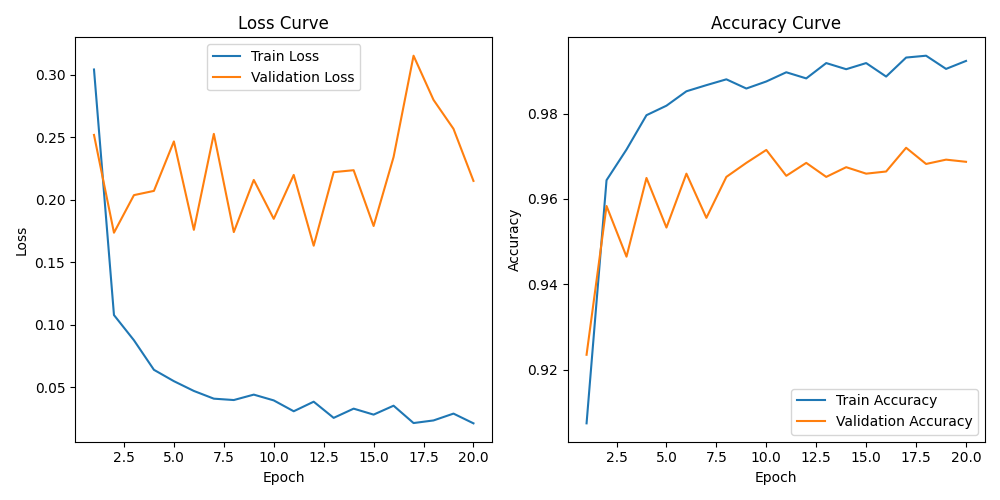 Loss Curve
Train Loss
Validation Loss
0.30
0.25
0.20
0.15
0.10
0.05
Loss
2.5 5.0 7.5 10.0 12.5 15.0 17.5 20.0
Epoch
Accuracy Curve
0.98
0.96
0.94
0.92
Accuracy
Train Accuracy
Validation Accuracy
2.5 5.0 7.5 10.0 12.5 15.0 17.5 20.0
Epoch